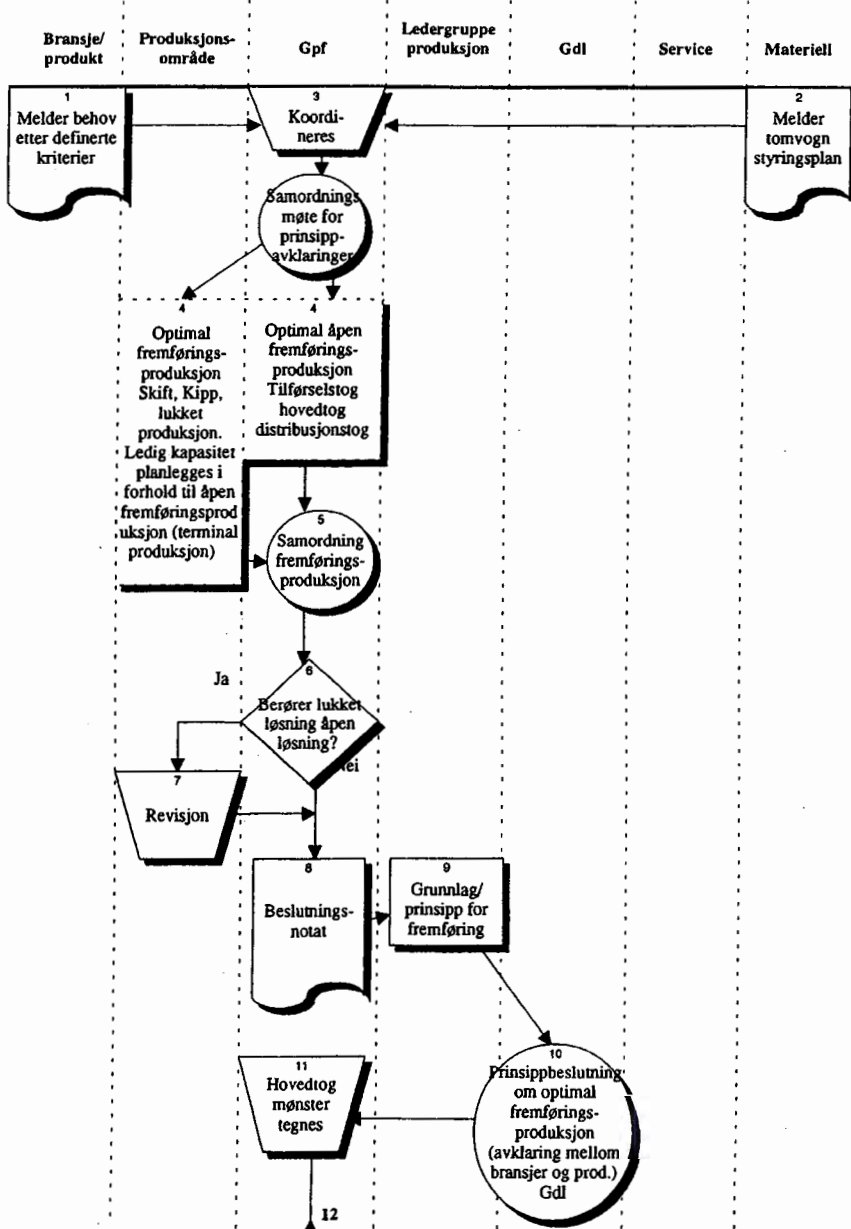 Bransje/
produkt
Produksjons-
område
Gpf
Ledergruppe
produksjon
Gdl
Service
Materiell
1
Melder behov
etter definerte
kriterier
3
Koordi-
neres
2
Melder
tomvogn
styringsplan
Samordnings
møte for
prinsipp-
avklaringer
4
Optimal
fremførings-
produksjon
Skift, Kipp,
lukket
produksjon.
Ledig kapasitet
planlegges i
forhold til åpen
fremføringsprod
uksjon (terminal
produksjon)
4
Optimal åpen
fremførings-
produksjon
Tilførselstog
hovedtog
distribusjonstog
5
Samordning
fremførings-
produksjon
6
Berører lukket
løsning åpen
løsning?
Ja
Nei
7
Revisjon
8
Beslutnings-
notat
9
Grunnlag/
prinsipp for
fremføring
10
Prinsippbeslutning
om optimal
fremførings-
produksjon
(avklaring mellom
bransjer og prod.)
Gdl
11
Hovedtog
mønster
tegnes
12